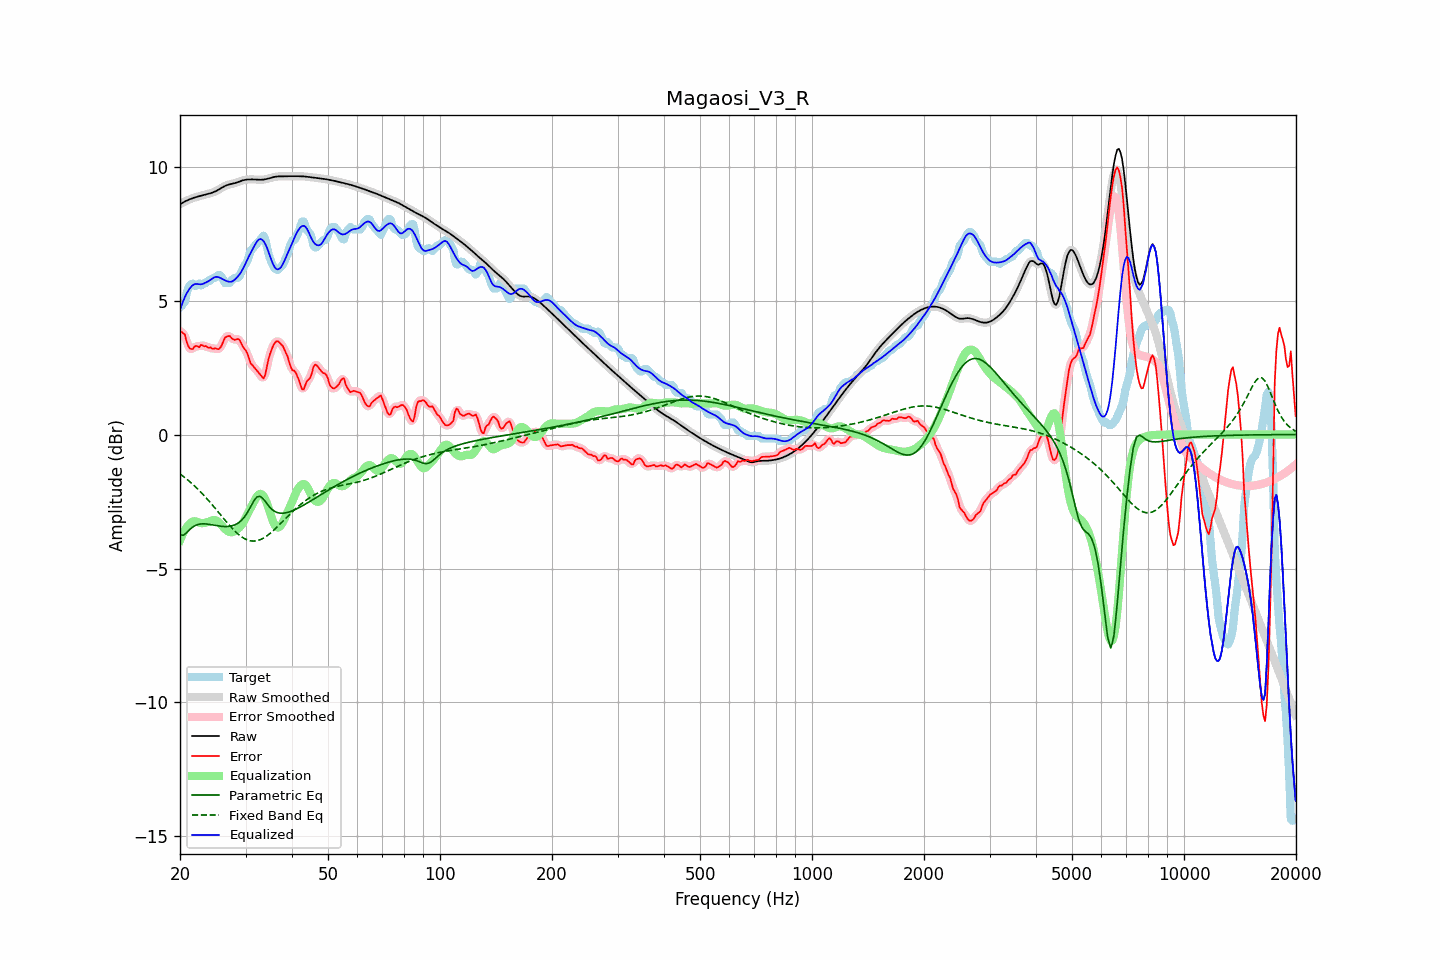 Magaosi_V3_R
Amplitude (dBr)
10
5
0
−5
−10
−15
Target
Raw Smoothed
Error Smoothed
Raw
Error
Equalization
Parametric Eq
Fixed Band Eq
Equalized
20 50 100 200 500 1000 2000 5000 10000 20000
Frequency (Hz)